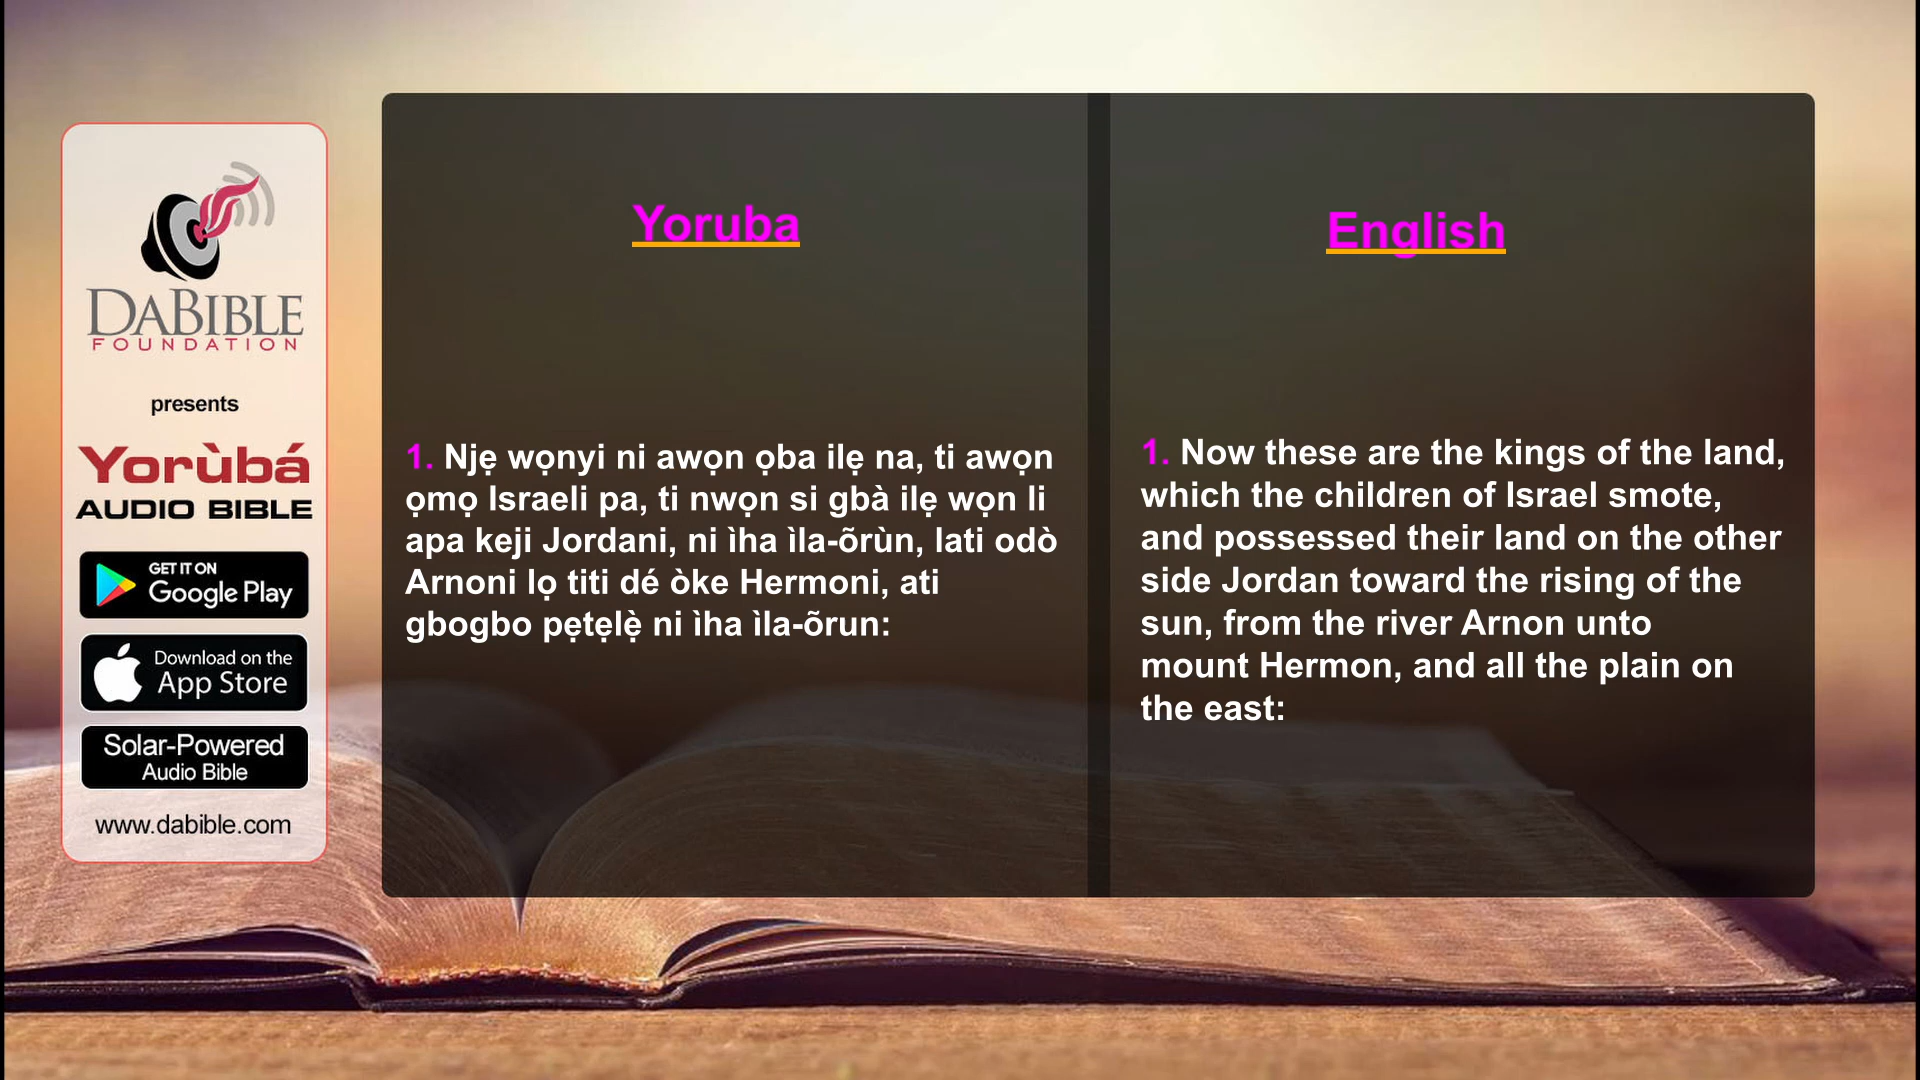 DABIBLE
FOUNDATION
presents
Yorùbá
AUDIO BIBLE
GET IT ON
Google Play
Download on the
App Store
Solar-Powered
Audio Bible
www.dabible.com
Yoruba
1. Njẹ wọnyi ni awọn ọba ilẹ na, ti awọn
ọmọ Israeli pa, ti nwọn si gbà ilẹ wọn li
apa keji Jordani, ni ìha ìla-õrùn, lati odò
Arnoni lọ titi dé òke Hermoni, ati
gbogbo pẹtẹlẹ̀ ni ìha ìla-õrun:
English
1. Now these are the kings of the land,
which the children of Israel smote,
and possessed their land on the other
side Jordan toward the rising of the
sun, from the river Arnon unto
mount Hermon, and all the plain on
the east: